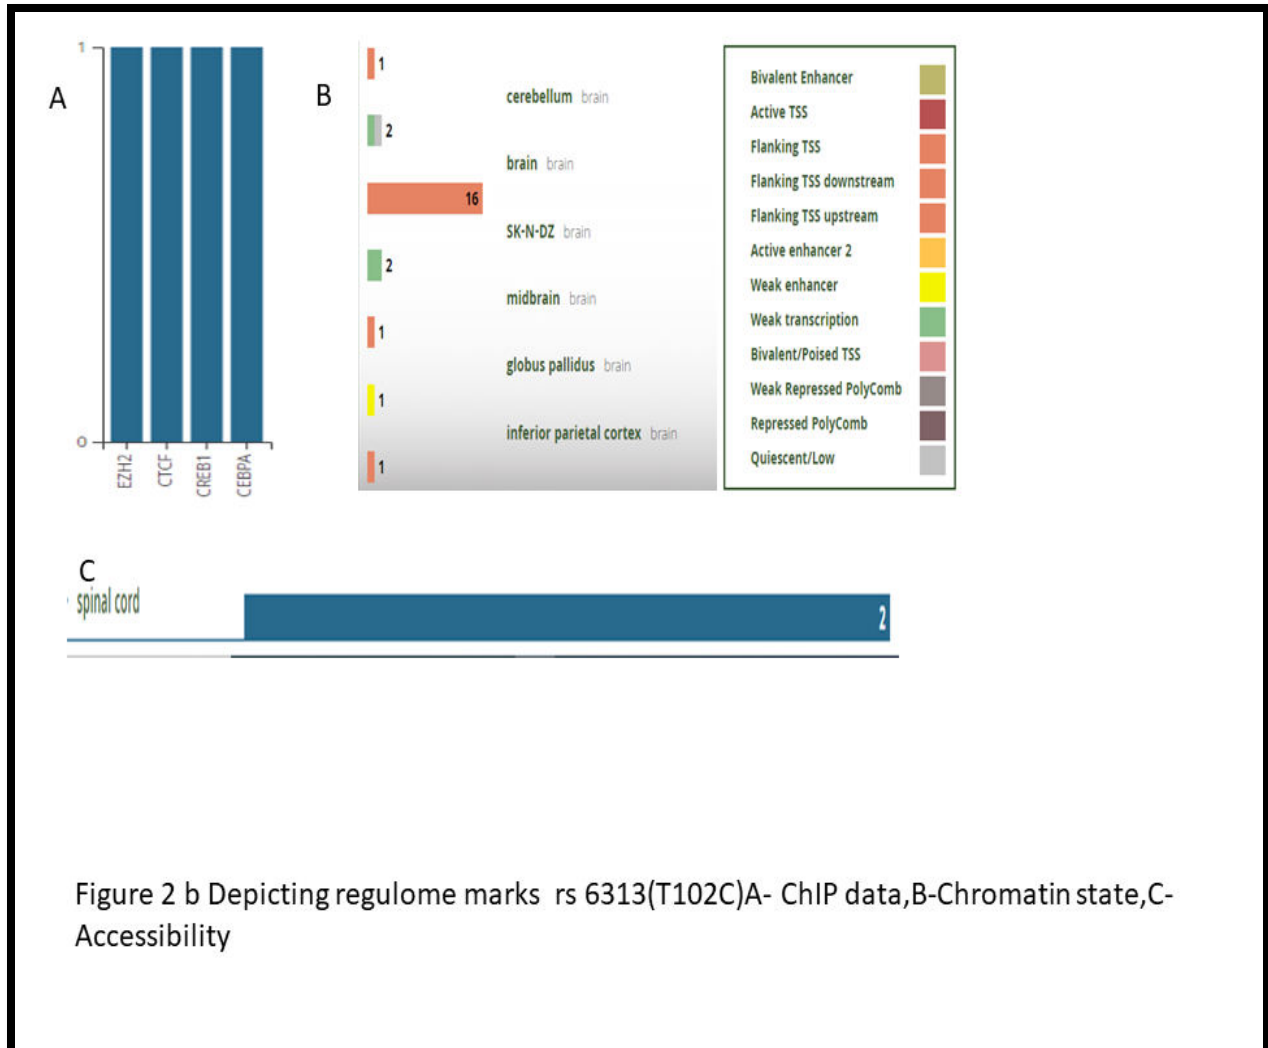 A
1
0
EZH2
CTCF
CREB1
CEBPA
B
1
cerebellum brain
2
brain brain
16
SK-N-DZ brain
2
midbrain brain
1
globus pallidus brain
1
inferior parietal cortex brain
1
Bivalent Enhancer
Active TSS
Flanking TSS
Flanking TSS downstream
Flanking TSS upstream
Active enhancer 2
Weak enhancer
Weak transcription
Bivalent/Poised TSS
Weak Repressed PolyComb
Repressed PolyComb
Quiescent/Low
C
spinal cord
2
Figure 2 b Depicting regulome marks rs 6313(T102C)A- ChIP data,B-Chromatin state,C-
Accessibility